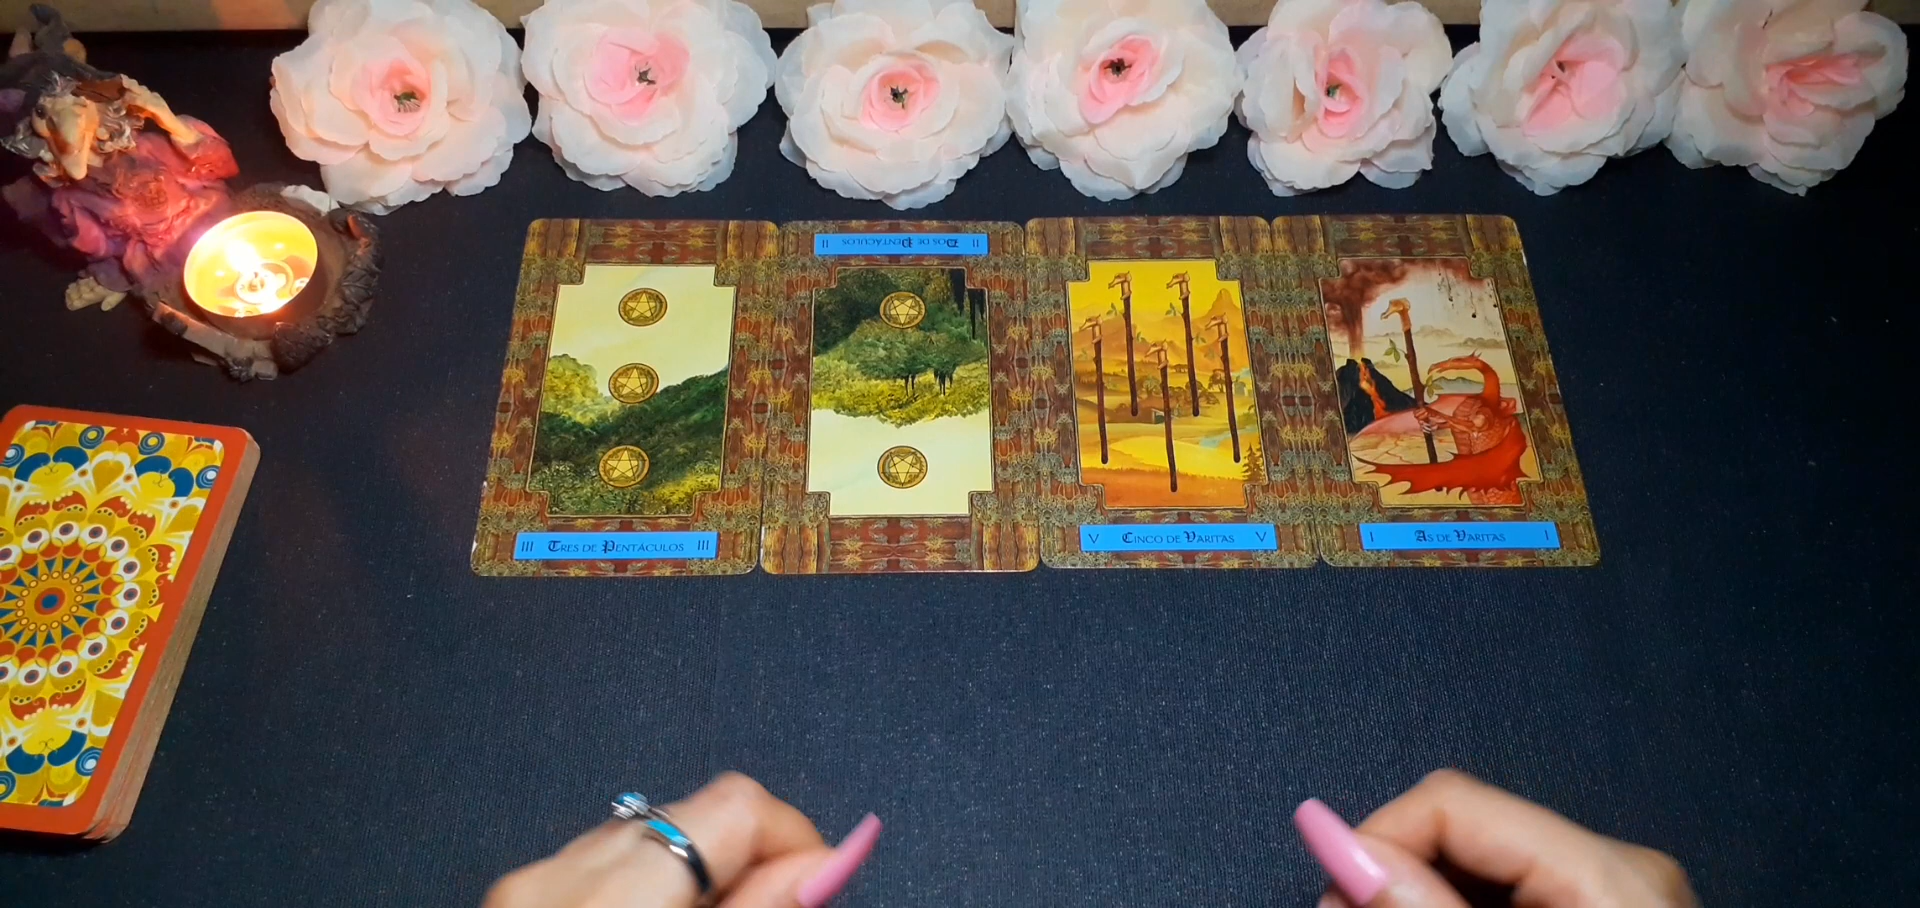 III Tres de Pentáculos III
II Dos de Pentáculos II
V Cinco de Varitas V
I As de Varitas I